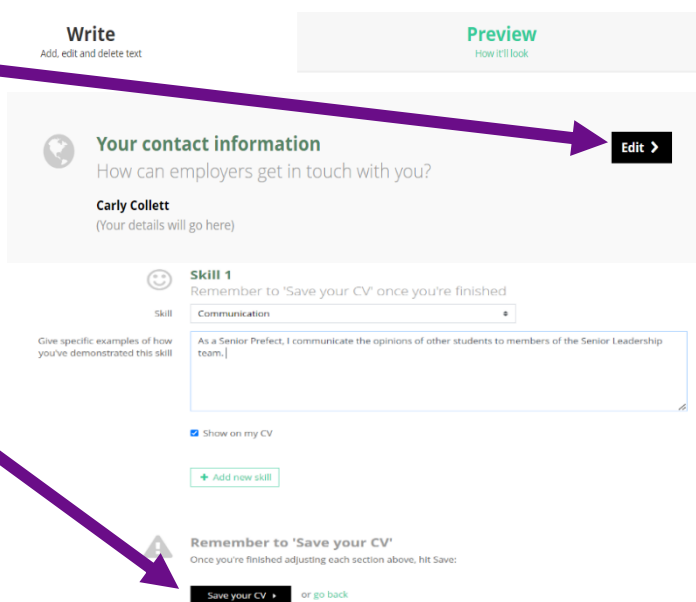 Write
Add, edit and delete text
Preview
How it'll look
Your contact information
Edit
How can employers get in touch with you?
Carly Collett
(Your details will go here)
Skill 1
Remember to 'Save your CV' once you're finished
Skill
Communication
Give specific examples of how
you've demonstrated this skill
As a Senior Prefect, I communicate the opinions of other students to members of the Senior Leadership
team.
Show on my CV
+ Add new skill
Remember to 'Save your CV'
Once you're finished adjusting each section above, hit Save:
Save your CV or go back